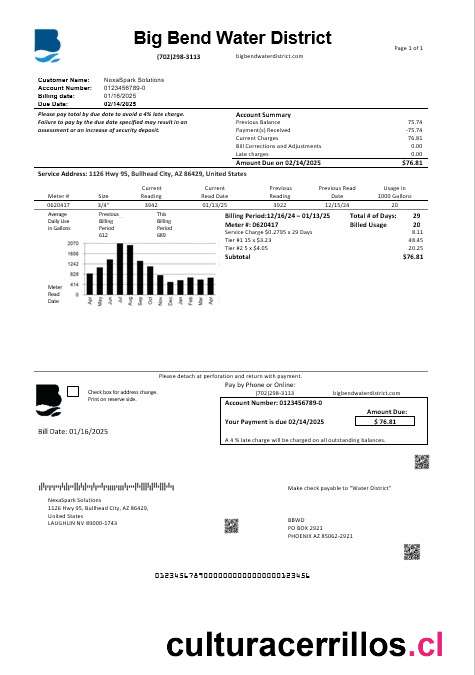 Big Bend Water District
Page 1 of 1
(702)298-3113 bigbendwaterdistrict.com
Customer Name: NoxaSpark Solutions
Account Number: 0123456789-0
Billing date: 01/16/2025
Due Date: 02/14/2025
Please pay total by due date to avoid a 4% late charge.
Failure to pay by the due date specified may result in an
assessment or an increase of security deposit.
Account Summary
Previous Balance 75.74
Payment(s) Received -75.74
Current Charges 76.81
Bill Corrections and Adjustments 0.00
Late charges 0.00
Amount Due on 02/14/2025 $76.81
Service Address: 1126 Hwy 95, Bullhead City, AZ 86429, United States
Meter # Size Current Reading Current Read Date Previous Reading Previous Read Date Usage in 1000 Gallons
0620417 3/4" 3942 01/13/25 3922 12/15/24 20
Average Daily Use in Gallons
Previous Billing Period 612
This Billing Period 689
Billing Period:12/16/24 – 01/13/25 Total # of Days: 29
Meter #: 0620417 Billed Usage 20
Service Charge $0.2795 x 29 Days 8.11
Tier #1 15 x $3.23 48.45
Tier #2 5 x $4.05 20.25
Subtotal $76.81
2070
1656
1242
828
414
0
Meter Read Date
Apr May Jun Jul Aug Sep Oct Nov Dec Jan Feb Mar Apr
Please detach at perforation and return with payment.
Check box for address change.
Print on reserve side.
Bill Date: 01/16/2025
Pay by Phone or Online:
(702)298-3113 bigbendwaterdistrict.com
Account Number: 0123456789-0
Amount Due:
Your Payment is due 02/14/2025 $ 76.81
A 4 % late charge will be charged on all outstanding balances.
NoxaSpark Solutions
1126 Hwy 95, Bullhead City, AZ 86429,
United States
LAUGHLIN NV 89000-1743
Make check payable to "Water District"
BBWD
PO BOX 2921
PHOENIX AZ 85062-2921
culturacerrillos.cl